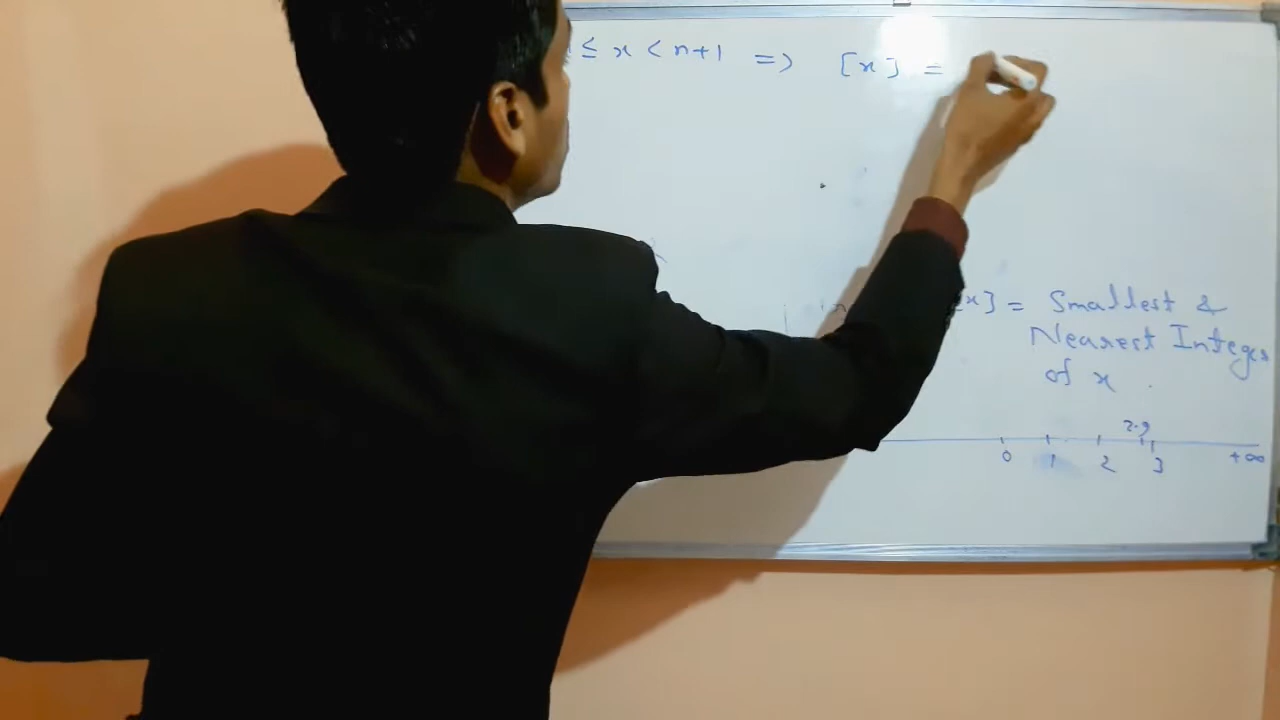 ≤ x < n+1 => [x] =
[x] = Smallest &
Nearest Integer
of x .
2.9
0 1 2 3 +∞